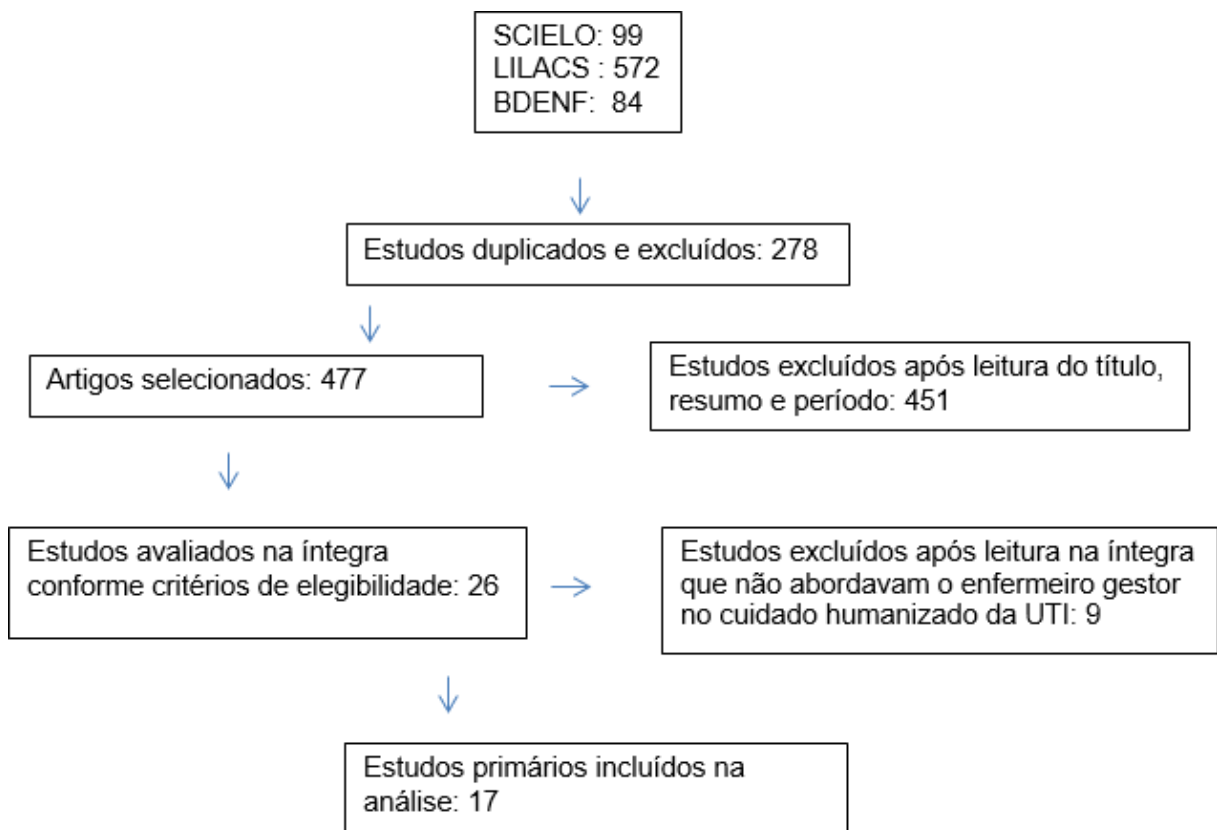 SCIELO: 99
LILACS : 572
BDENF:  84
Estudos duplicados e excluídos: 278
Artigos selecionados: 477
Estudos excluídos após leitura do título,
resumo e período: 451
Estudos avaliados na íntegra
conforme critérios de elegibilidade: 26
Estudos excluídos após leitura na íntegra
que não abordavam o enfermeiro gestor
no cuidado humanizado da UTI: 9
Estudos primários incluídos na
análise: 17